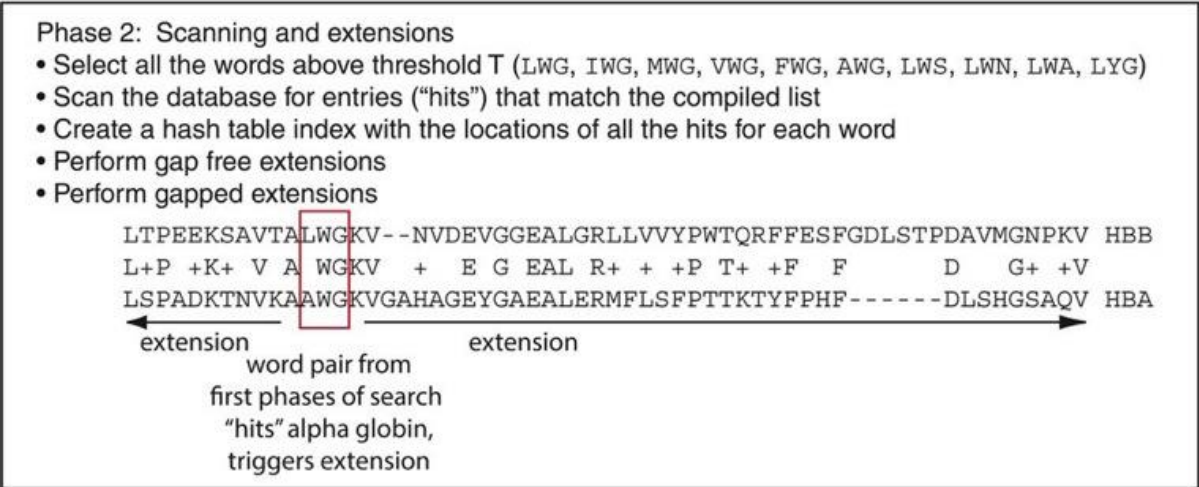 Phase 2: Scanning and extensions
• Select all the words above threshold T (LWG, IWG, MWG, VWG, FWG, AWG, LWS, LWN, LWA, LYG)
• Scan the database for entries (“hits”) that match the compiled list
• Create a hash table index with the locations of all the hits for each word
• Perform gap free extensions
• Perform gapped extensions
LTPEEKSAVTALWGKV--NVDEVGGEALGRLLVVYPWTQRFFESFGDLSTPDAVMGNPKV HBB
L+P +K+ V A WGKV  + E G EAL R+ + +P T+ +F F      D   G+ +V
LSPADKTNVKAAWGKVGAHAGEYGAEALERMFLSFPTTKTYFPHF------DLSHGSAQV HBA
extension extension
word pair from
first phases of search
“hits” alpha globin,
triggers extension